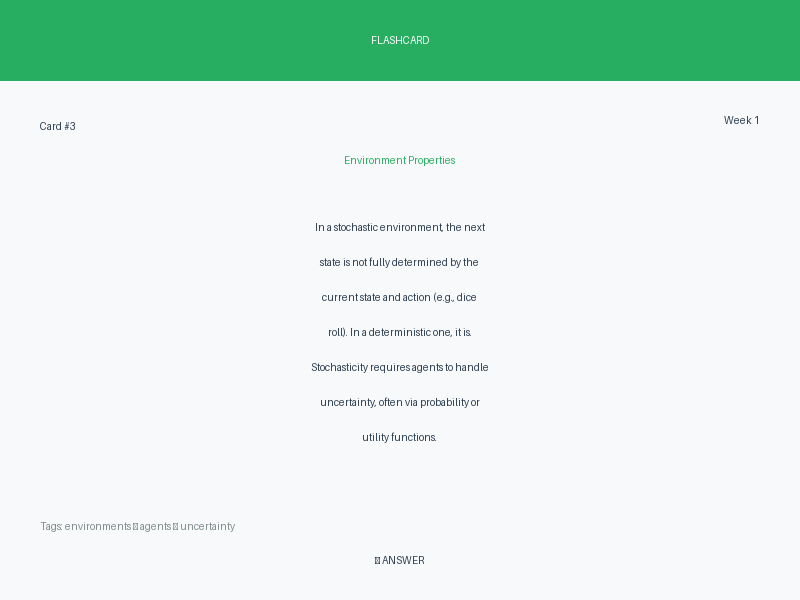 FLASHCARD
Card #3
Week 1
Environment Properties
In a stochastic environment, the next
state is not fully determined by the
current state and action (e.g., dice
roll). In a deterministic one, it is.
Stochasticity requires agents to handle
uncertainty, often via probability or
utility functions.
Tags: environments agents uncertainty
ANSWER